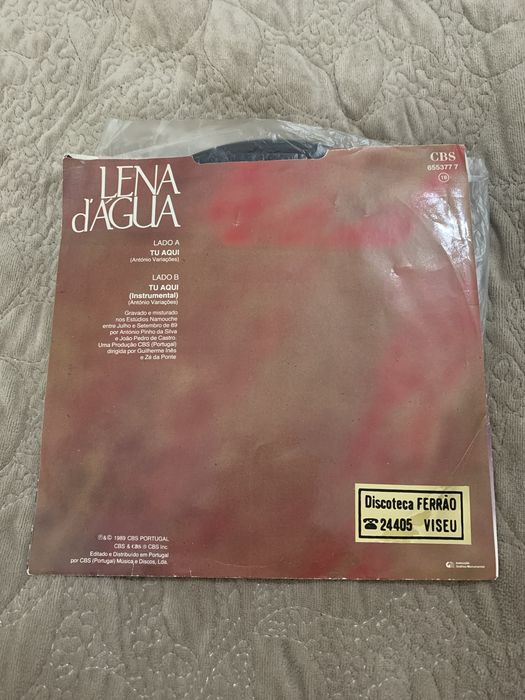 LENA
d'ÁGUA
CBS
655377 7
LADO A
TU AQUI
(António Variações)
LADO B
TU AQUI
(Instrumental)
(António Variações)
Gravado e misturado
nos Estúdios Namouche
entre Julho e Setembro de 89
por António Pinho da Silva
e João Pedro de Castro.
Uma Produção CBS (Portugal)
dirigida por Guilherme Inês
e Zé da Ponte
Discoteca FERRÃO
☎ 24405 VISEU
℗ & © 1989 CBS PORTUGAL
CBS & CBS ® CBS Inc
Editado e Distribuído em Portugal
por CBS (Portugal) Música e Discos, Lda.